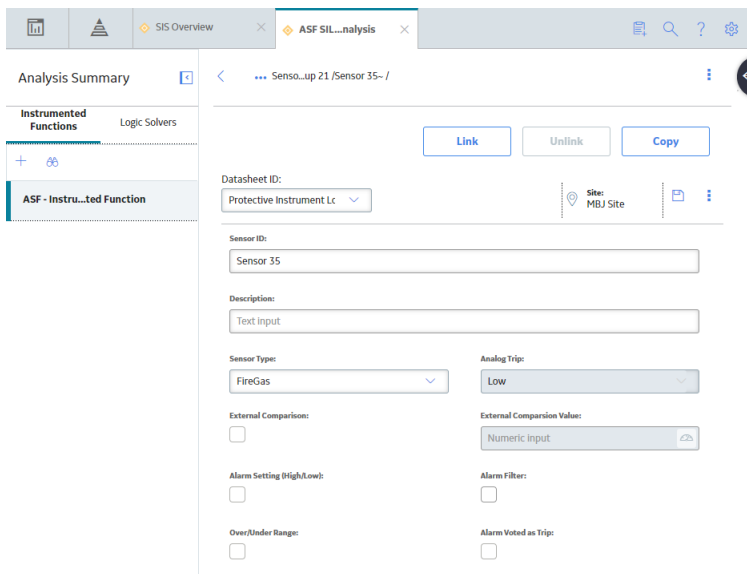 SIS Overview
ASF SIL...nalysis
Analysis Summary
Senso...up 21 /Sensor 35~ /
Instrumented
Functions
Logic Solvers
Link
Unlink
Copy
ASF - Instru...ted Function
Datasheet ID:
Protective Instrument Lc
Site:
MBJ Site
Sensor ID:
Sensor 35
Description:
Text input
Sensor Type:
Analog Trip:
FireGas
Low
External Comparison:
External Comparsion Value:
Numeric input
Alarm Setting (High/Low):
Alarm Filter:
Over/Under Range:
Alarm Voted as Trip: